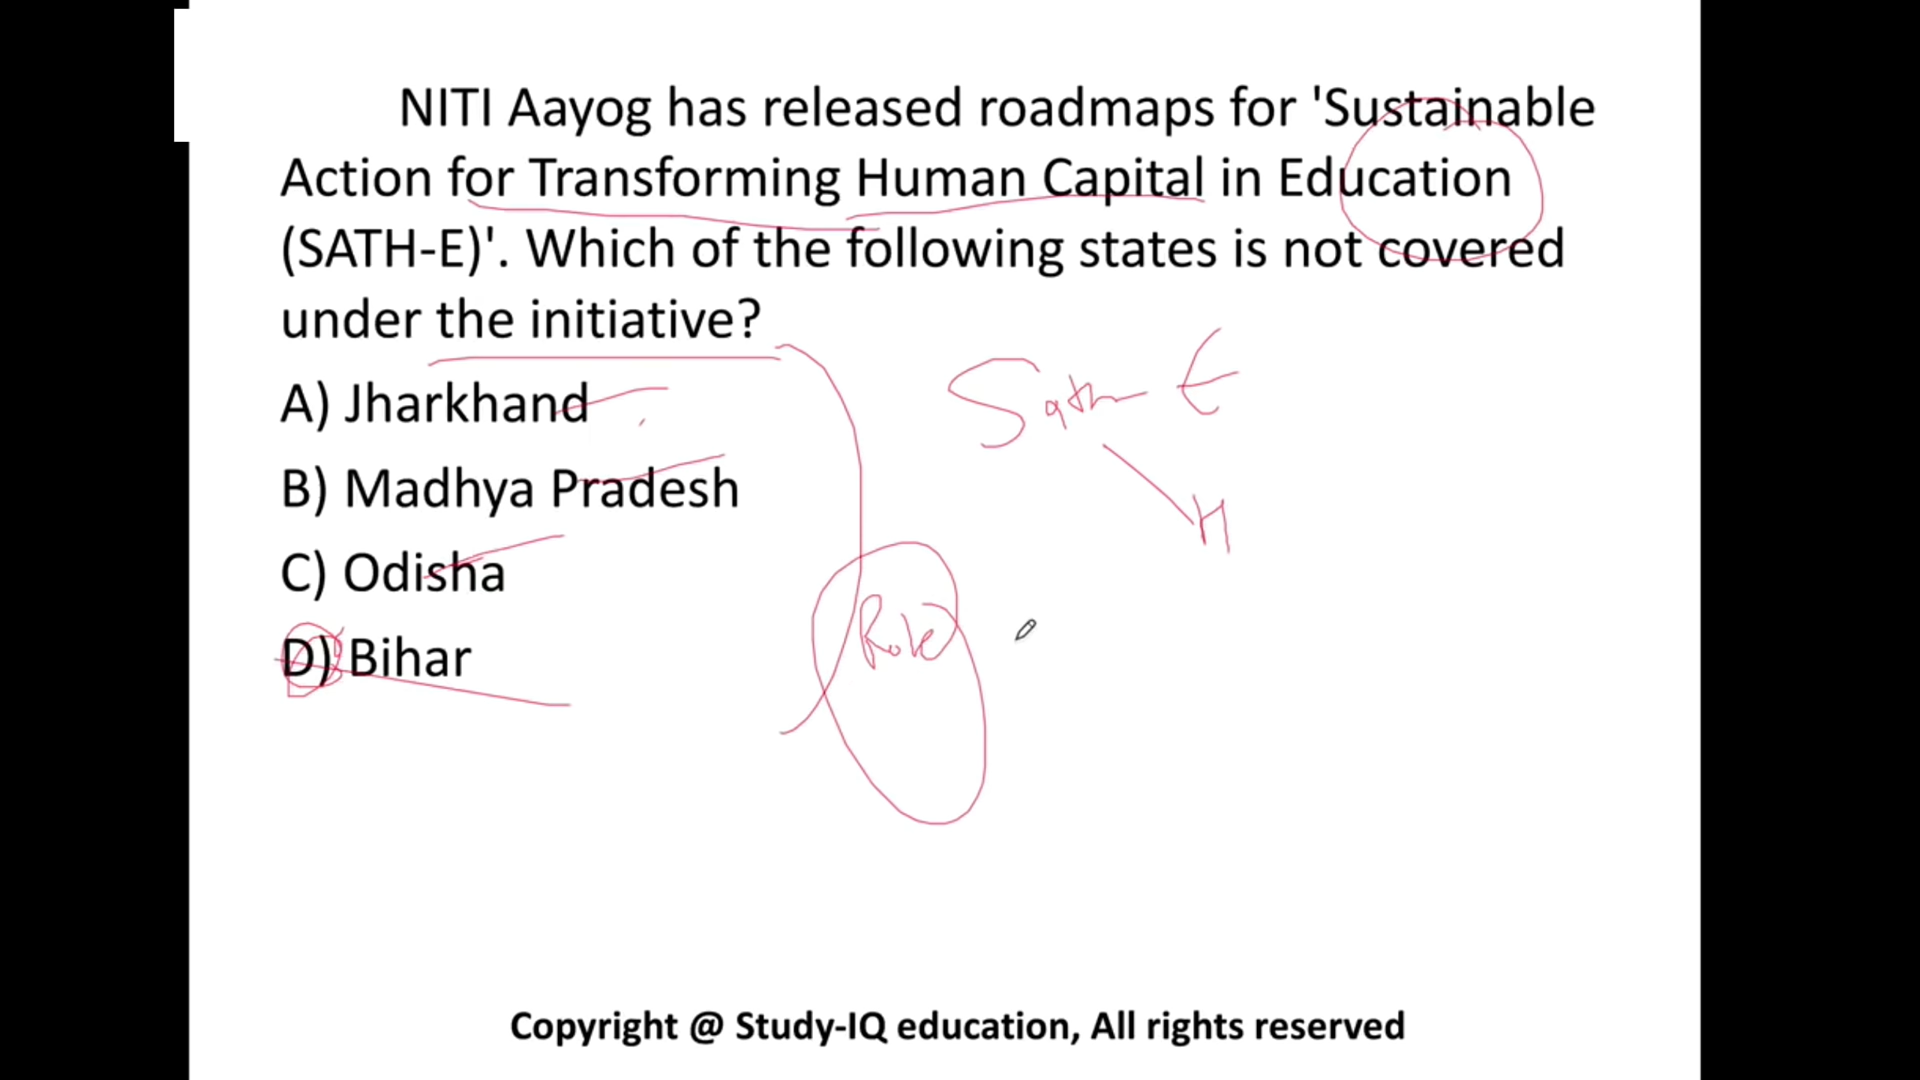 NITI Aayog has released roadmaps for 'Sustainable
Action for Transforming Human Capital in Education
(SATH-E)'. Which of the following states is not covered
under the initiative?
A) Jharkhand
B) Madhya Pradesh
C) Odisha
D) Bihar
Sath E
H
Copyright @ Study-IQ education, All rights reserved